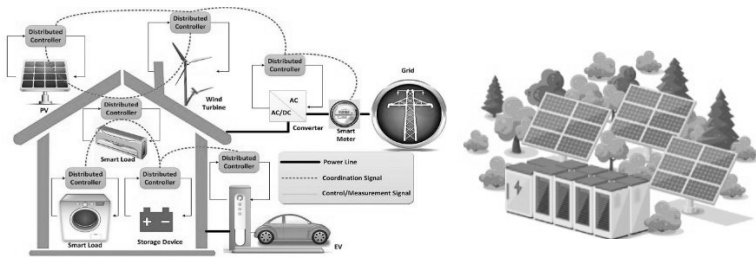 Distributed
Controller
Distributed
Controller
Distributed
Controller
Grid
PV
Wind
Turbine
AC
AC/DC
Converter
Smart
Meter
Distributed
Controller
Smart Load
Distributed
Controller
Distributed
Controller
Distributed
Controller
Power Line
Coordination Signal
Control/Measurement Signal
Smart Load
Storage Device
EV